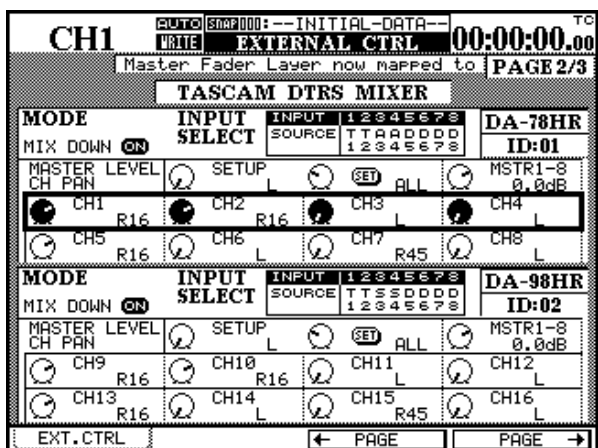 CH1 AUTO SNAP000:--INITIAL-DATA-- TC
WRITE EXTERNAL CTRL 00:00:00.00
Master Fader Layer now mapped to PAGE 2/3
TASCAM DTRS MIXER
MODE INPUT SELECT INPUT 12345678 DA-78HR
MIX DOWN ON SOURCE TTAADDDD ID:01
12345678
MASTER LEVEL SETUP L SET ALL MSTR1-8 0.0dB
CH PAN
CH1 R16 CH2 R16 CH3 L CH4 L
CH5 R16 CH6 L CH7 R45 CH8 L
MODE INPUT SELECT INPUT 12345678 DA-98HR
MIX DOWN ON SOURCE TTSSDDDD ID:02
12345678
MASTER LEVEL SETUP L SET ALL MSTR1-8 0.0dB
CH PAN
CH9 R16 CH10 R16 CH11 L CH12 L
CH13 R16 CH14 L CH15 R45 CH16 L
EXT.CTRL ← PAGE PAGE →